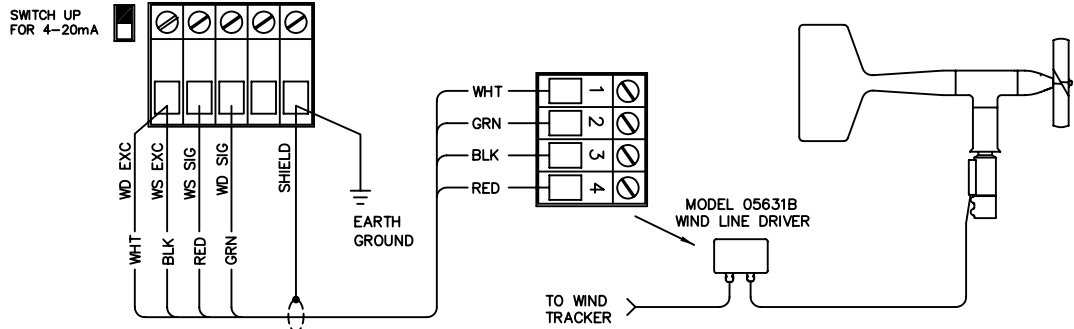 SWITCH UP
FOR 4-20mA
WD EXC
WS EXC
WS SIG
WD SIG
SHIELD
WHT
BLK
RED
GRN
EARTH
GROUND
WHT
GRN
BLK
RED
1
2
3
4
MODEL 05631B
WIND LINE DRIVER
TO WIND
TRACKER